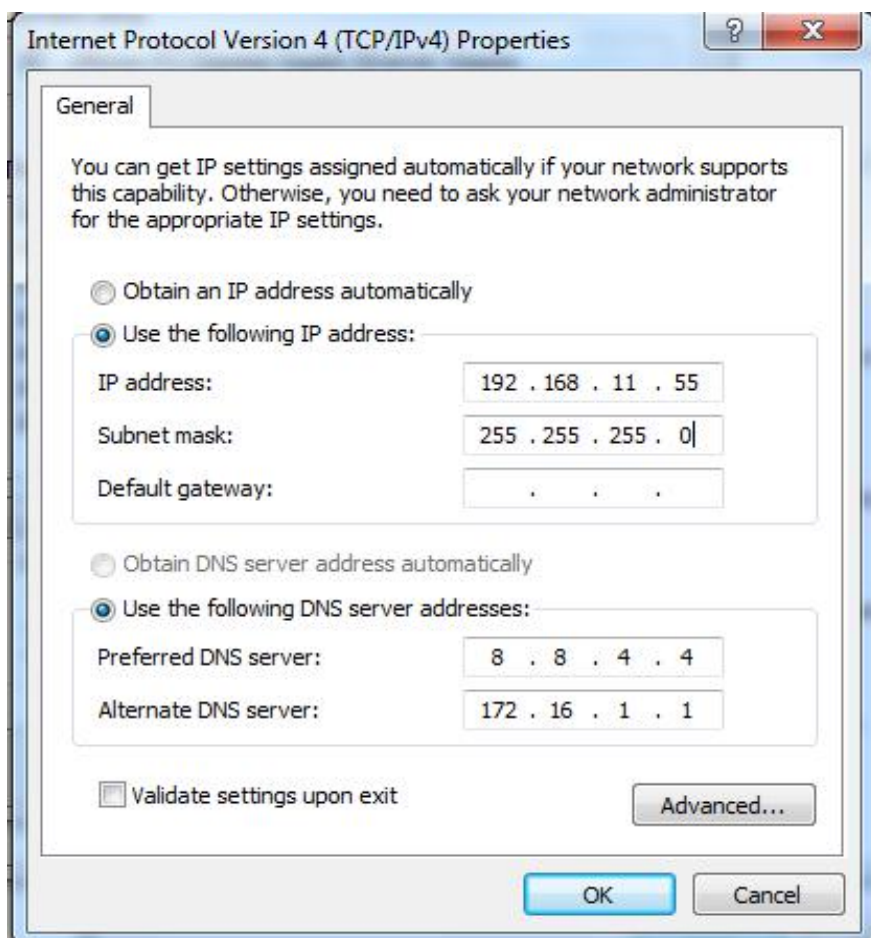 Internet Protocol Version 4 (TCP/IPv4) Properties
?
General
You can get IP settings assigned automatically if your network supports
this capability. Otherwise, you need to ask your network administrator
for the appropriate IP settings.
Obtain an IP address automatically
Use the following IP address:
IP address: 192 . 168 . 11 . 55
Subnet mask: 255 . 255 . 255 . 0
Default gateway: . . .
Obtain DNS server address automatically
Use the following DNS server addresses:
Preferred DNS server: 8 . 8 . 4 . 4
Alternate DNS server: 172 . 16 . 1 . 1
Validate settings upon exit
Advanced...
OK Cancel